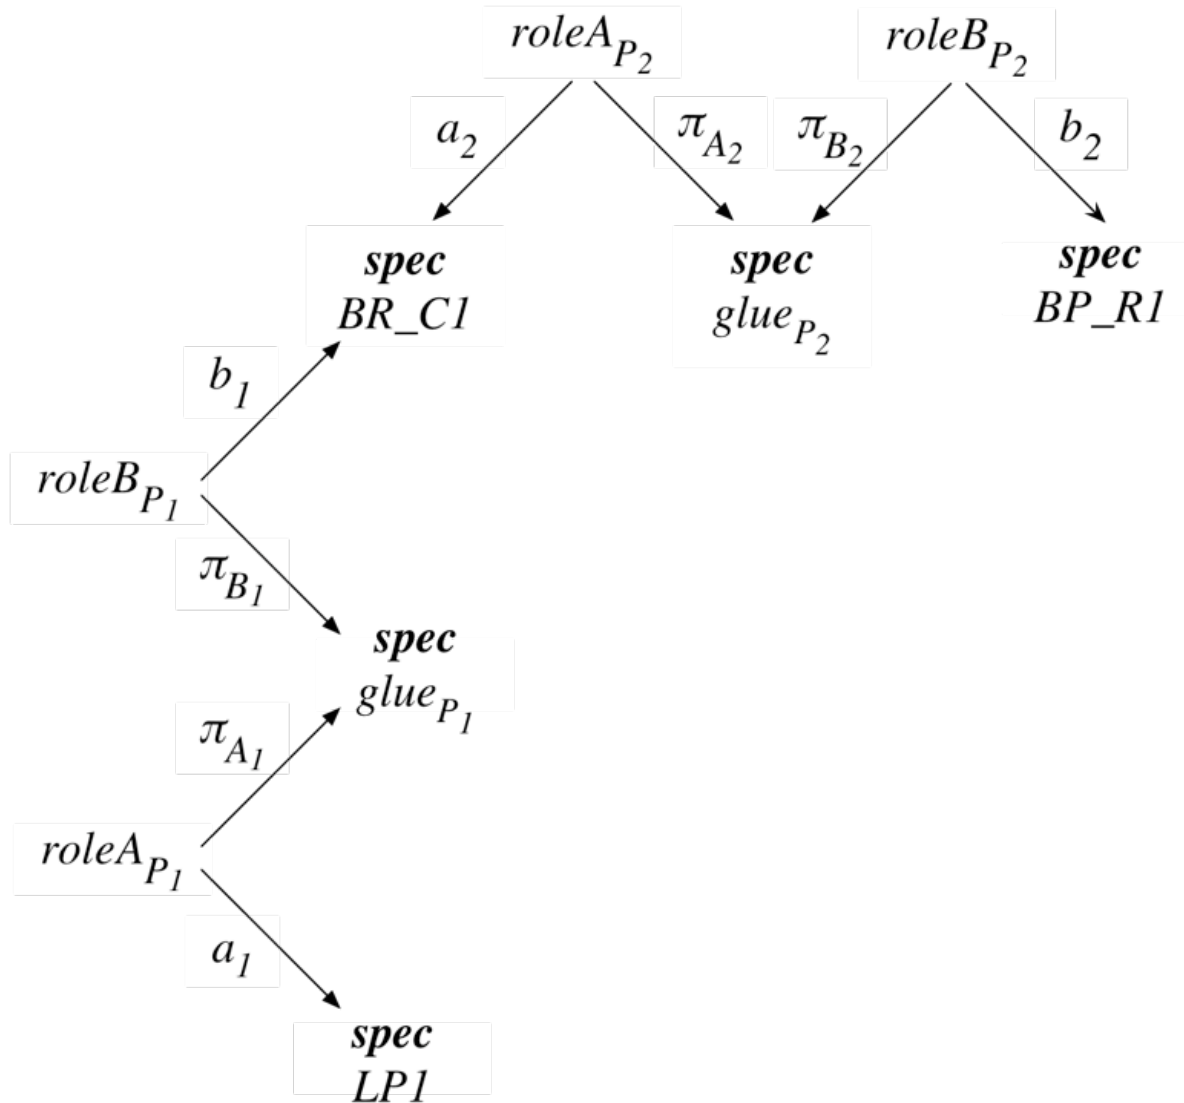 roleA_{P_2}
roleB_{P_2}
a_2
π_{A_2}
π_{B_2}
b_2
spec
BR_C1
spec
glue_{P_2}
spec
BP_R1
b_1
roleB_{P_1}
π_{B_1}
spec
glue_{P_1}
π_{A_1}
roleA_{P_1}
a_1
spec
LP1